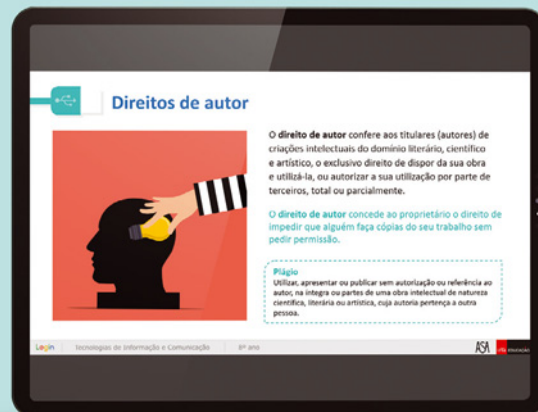 Direitos de autor
O direito de autor confere aos titulares (autores) de
criações intelectuais do domínio literário, científico
e artístico, o exclusivo direito de dispor da sua obra
e utilizá-la, ou autorizar a sua utilização por parte de
terceiros, total ou parcialmente.
O direito de autor concede ao proprietário o direito de
impedir que alguém faça cópias do seu trabalho sem
pedir permissão.
Plágio
Utilizar, apresentar ou publicar sem autorização ou referência ao
autor, na íntegra ou partes de uma obra intelectual de natureza
científica, literária ou artística, cuja autoria pertença a outra
pessoa.
Login Tecnologias de Informação e Comunicação 8º ano ASA educação